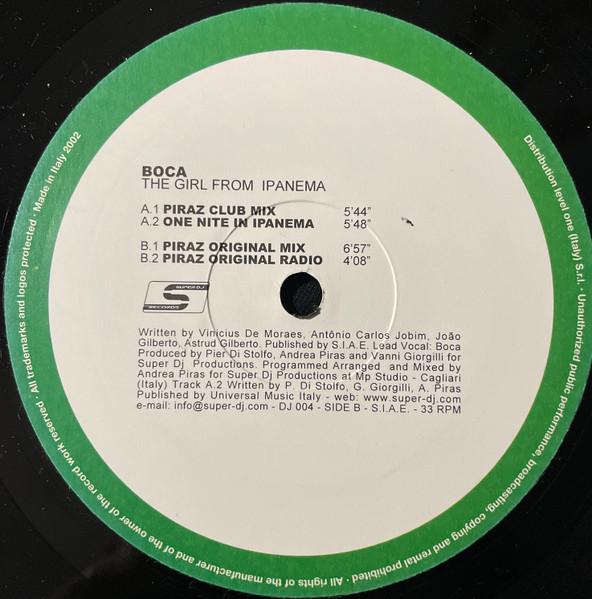 BOCA
THE GIRL FROM IPANEMA
A.1 PIRAZ CLUB MIX 5'44"
A.2 ONE NITE IN IPANEMA 5'48"
B.1 PIRAZ ORIGINAL MIX 6'57"
B.2 PIRAZ ORIGINAL RADIO 4'08"
SUPER-DJ
RECORDS
Written by Vinicius De Moraes, Antônio Carlos Jobim, João
Gilberto, Astrud Gilberto. Published by S.I.A.E. Lead Vocal: Boca
Produced by Pier Di Stolfo, Andrea Piras and Vanni Giorgilli for
Super Dj Productions. Programmed Arranged and Mixed by
Andrea Piras for Super Dj Productions at Mp Studio - Cagliari
(Italy) Track A.2 Written by P. Di Stolfo, G. Giorgilli, A. Piras
Published by Universal Music Italy - web: www.super-dj.com
e-mail: info@super-dj.com - DJ 004 - SIDE B - S.I.A.E. - 33 RPM
Distribution level one (Italy) S.r.l. · Unauthorized public performance, broadcasting, copying and rental prohibited · All rights of the manufacturer and of the owner of the record work reserved · All trademarks and logos protected · Made in Italy 2002